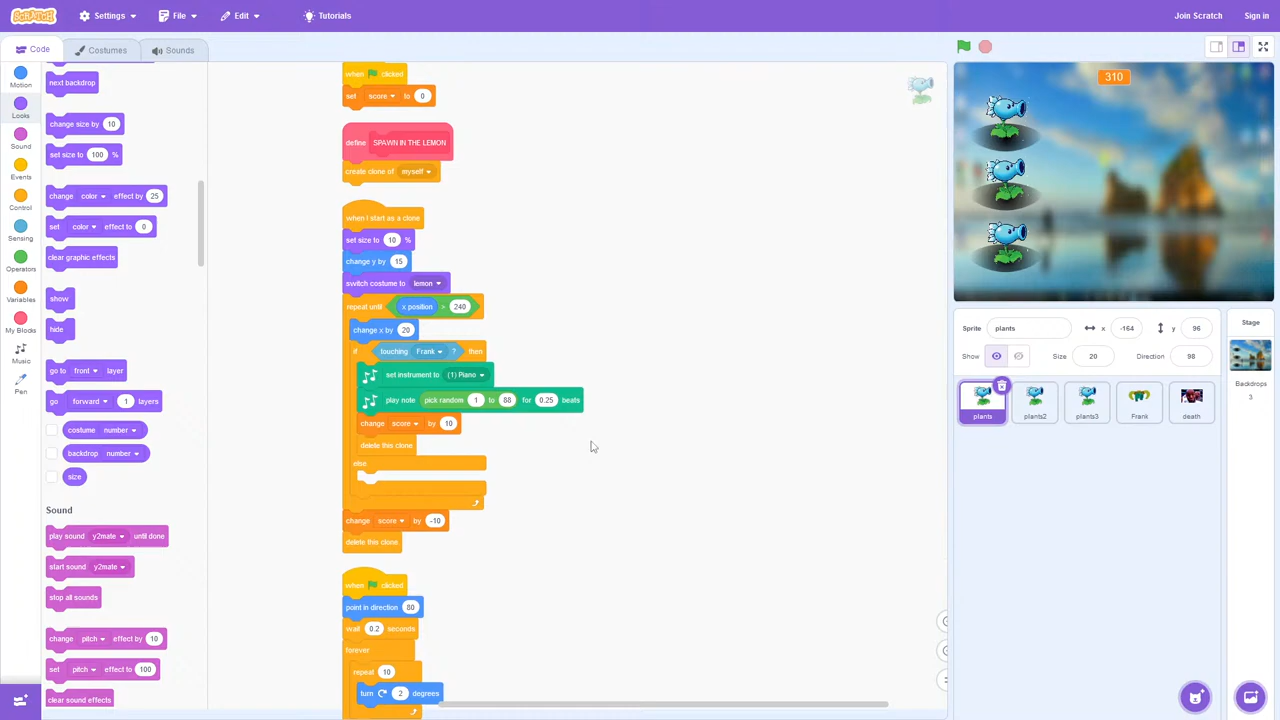 SCRATCH Settings File Edit Tutorials Join Scratch Sign in
Code Costumes Sounds
Motion
Looks
Sound
Events
Control
Sensing
Operators
Variables
My Blocks
Music
Pen
next backdrop
change size by 10
set size to 100 %
change color effect by 25
set color effect to 0
clear graphic effects
show
hide
go to front layer
go forward 1 layers
costume number
backdrop number
size
Sound
play sound y2mate until done
start sound y2mate
stop all sounds
change pitch effect by 10
set pitch effect to 100
clear sound effects
when clicked
set score to 0
define SPAWN IN THE LEMON
create clone of myself
when I start as a clone
set size to 10 %
change y by 15
switch costume to lemon
repeat until x position > 240
change x by 20
if touching Frank ? then
set instrument to (1) Piano
play note pick random 1 to 88 for 0.25 beats
change score by 10
delete this clone
else
change score by -10
delete this clone
when clicked
point in direction 80
wait 0.2 seconds
forever
repeat 10
turn 2 degrees
310
Sprite plants x -164 y 96
Show Size 20 Direction 98
plants plants2 plants3 Frank death
Stage
Backdrops
3